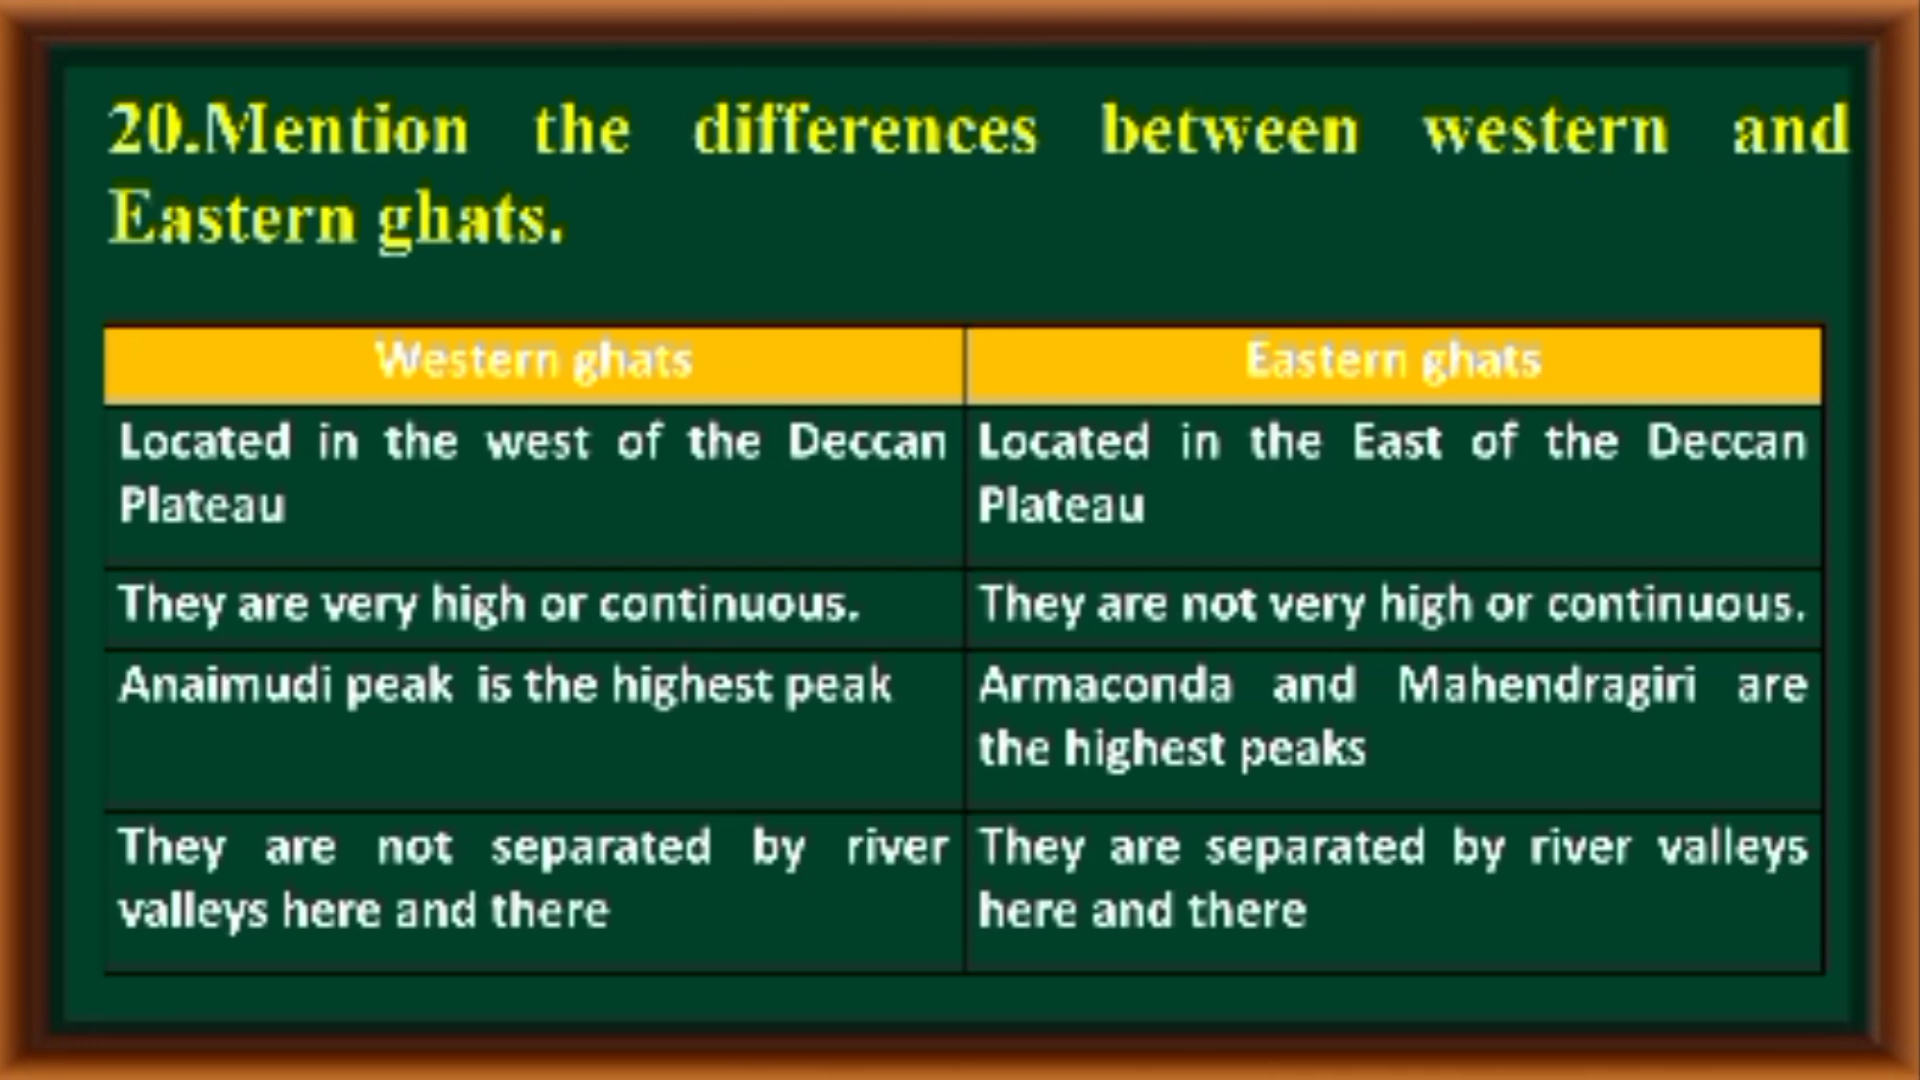 20.Mention the differences between western and
Eastern ghats.
Western ghats
Eastern ghats
Located in the west of the Deccan
Plateau
Located in the East of the Deccan
Plateau
They are very high or continuous.
They are not very high or continuous.
Anaimudi peak is the highest peak
Armaconda and Mahendragiri are
the highest peaks
They are not separated by river
valleys here and there
They are separated by river valleys
here and there